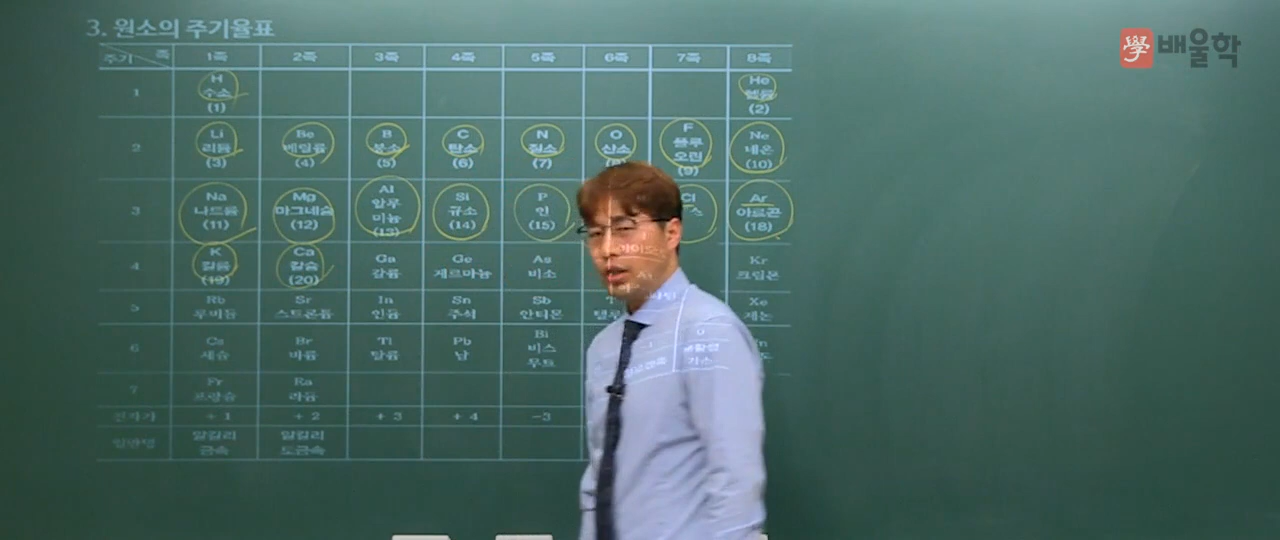 3. 원소의 주기율표
學 배울학
주기 족 1족 2족 3족 4족 5족 6족 7족 8족
H He
1 수소 헬륨
(1) (2)
Li Be B C N O F Ne
2 리튬 베릴륨 붕소 탄소 질소 산소 플루오린 네온
(3) (4) (5) (6) (7) (9) (10)
Na Mg Al Si P Cl Ar
3 나트륨 마그네슘 알루미늄 규소 인 아르곤
(11) (12) (13) (14) (15) (18)
K Ca Ga Ge As Kr
4 칼륨 칼슘 갈륨 게르마늄 비소 크립톤
(19) (20)
Rb Sr In Sn Sb Xe
5 루비듐 스트론튬 인듐 주석 안티몬 제논
Cs Tl Pb Bi
6 세슘 바륨 탈륨 납 비스무트
Fr Ra
7 프랑슘 라듐
+ 1 + 2 + 3 + 4 -3 0
알칼리 알칼리 불활성
금속 토금속 가스